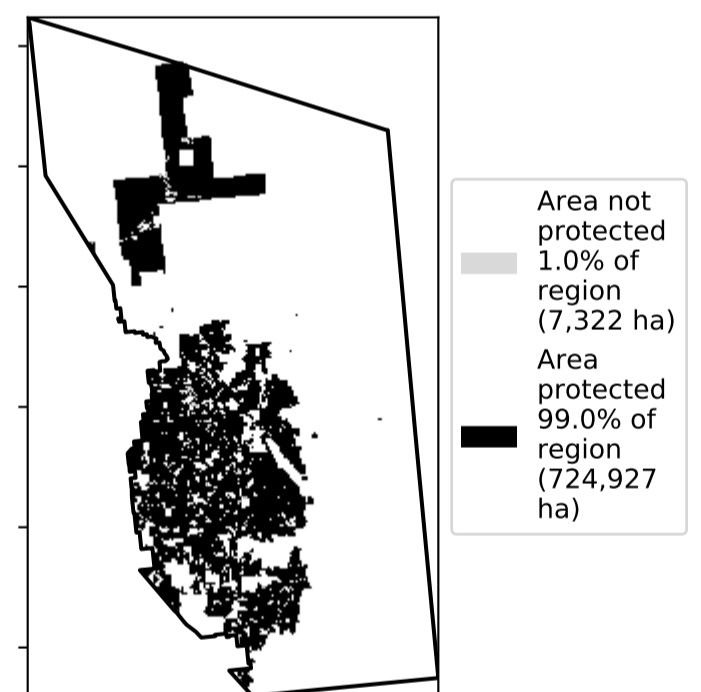 Area not
protected
1.0% of
region
(7,322 ha)
Area
protected
99.0% of
region
(724,927
ha)